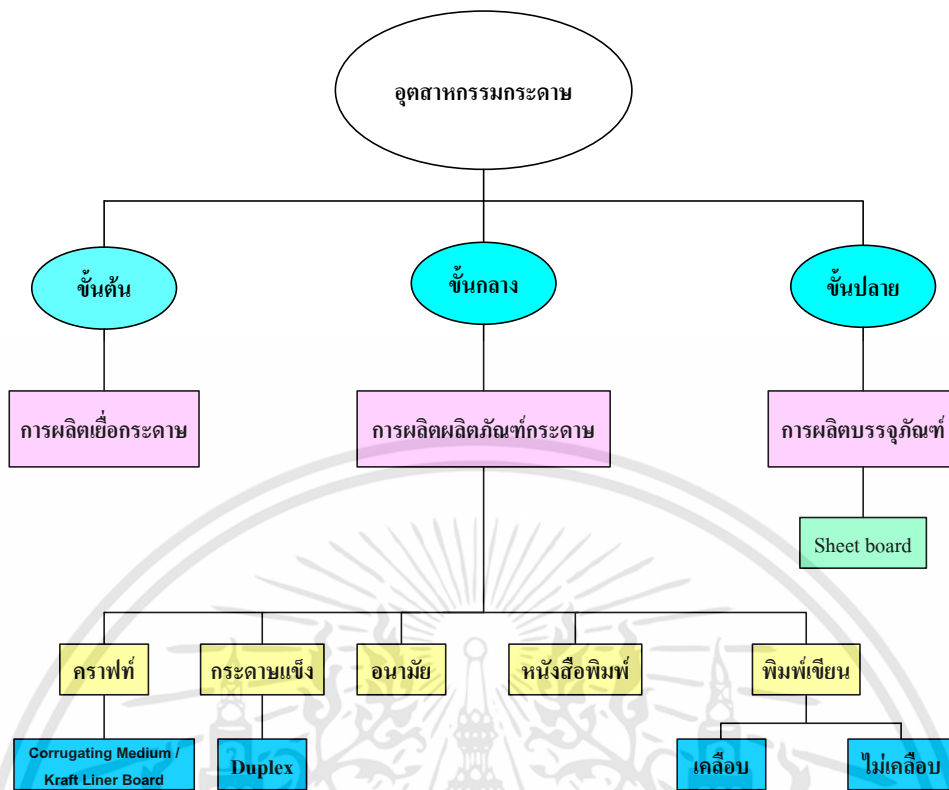 อุตสาหกรรมกระดาษ
ขั้นต้น
ขั้นกลาง
ขั้นปลาย
การผลิตเยื่อกระดาษ
การผลิตผลิตภัณฑ์กระดาษ
การผลิตบรรจุภัณฑ์
Sheet board
คราฟท์
กระดาษแข็ง
อนามัย
หนังสือพิมพ์
พิมพ์เขียน
Corrugating Medium /
Kraft Liner Board
Duplex
เคลือบ
ไม่เคลือบ